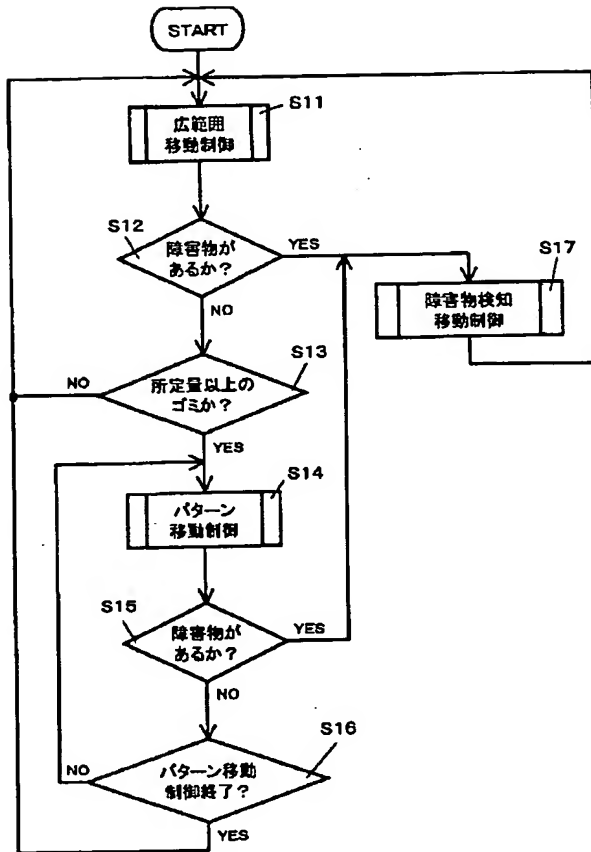 START
S11
広範囲
移動制御
S12
障害物が
あるか？
YES
NO
S17
障害物検知
移動制御
S13
所定量以上の
ゴミか？
NO
YES
S14
パターン
移動制御
S15
障害物が
あるか？
YES
NO
S16
パターン移動
制御終了？
NO
YES